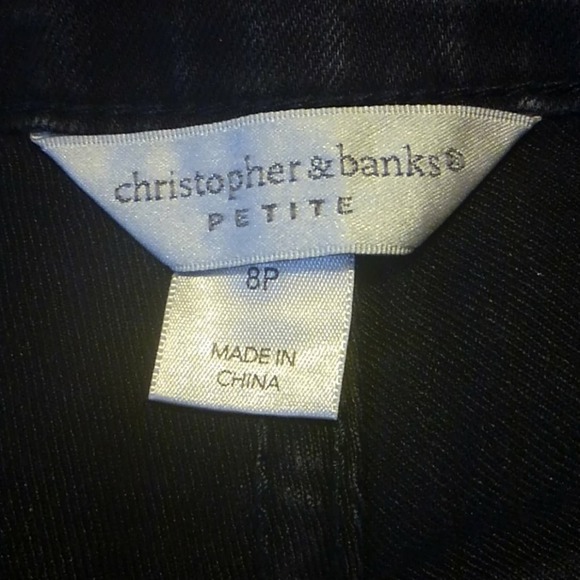 christopher & banks®
PETITE
8P
MADE IN
CHINA